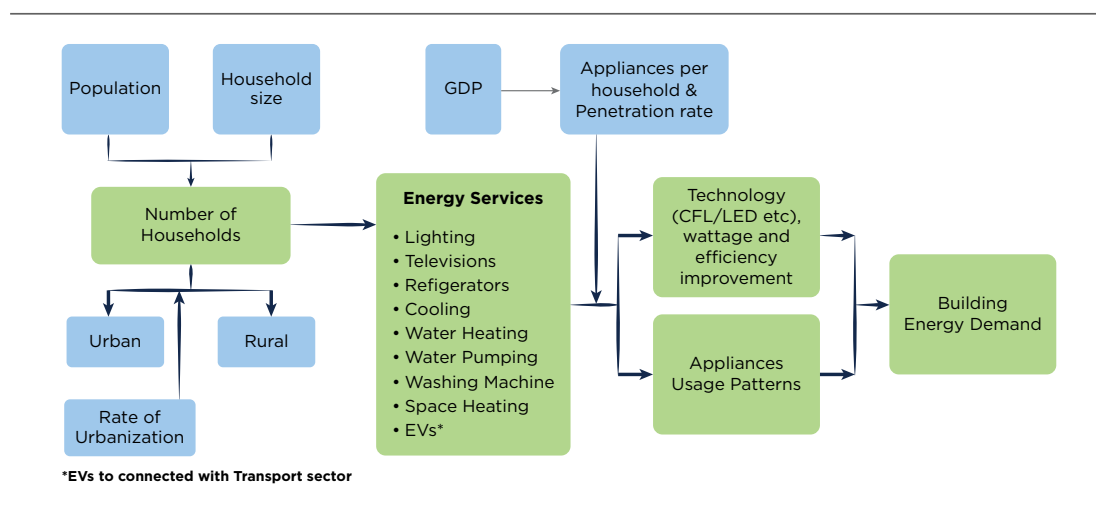 Population
Household
size
GDP
Appliances per
household &
Penetration rate
Number of
Households
Urban
Rural
Rate of
Urbanization
Energy Services
• Lighting
• Televisions
• Refigerators
• Cooling
• Water Heating
• Water Pumping
• Washing Machine
• Space Heating
• EVs*
Technology
(CFL/LED etc),
wattage and
efficiency
improvement
Appliances
Usage Patterns
Building
Energy Demand
*EVs to connected with Transport sector